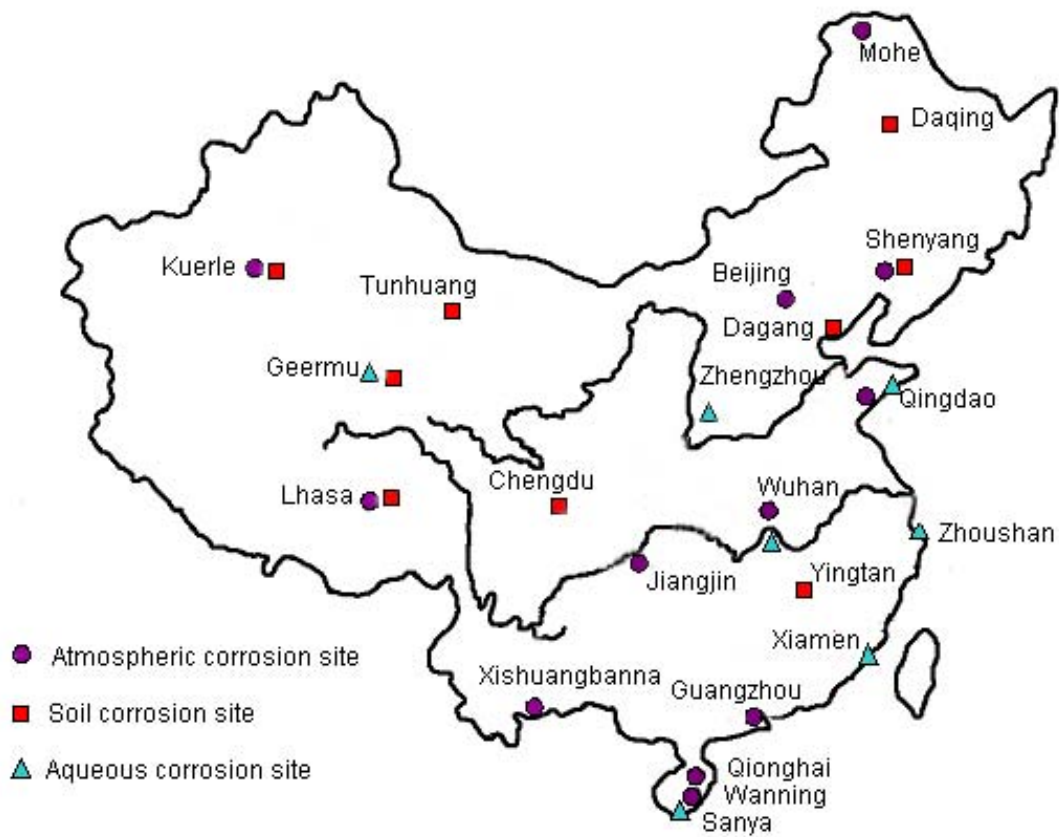 Mohe
Daqing
Shenyang
Kuerle
Beijing
Tunhuang
Dagang
Geermu
Zhengzhou
Qingdao
Chengdu
Lhasa
Wuhan
Zhoushan
Jiangjin
Yingtan
Xiamen
Atmospheric corrosion site
Xishuangbanna
Guangzhou
Soil corrosion site
Qionghai
Aqueous corrosion site
Wanning
Sanya